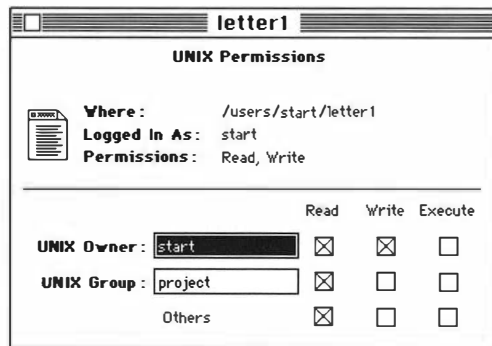 letter1
UNIX Permissions
Where: /users/start/letter1
Logged In As: start
Permissions: Read, Write
Read Write Execute
UNIX Owner: start
UNIX Group: project
Others